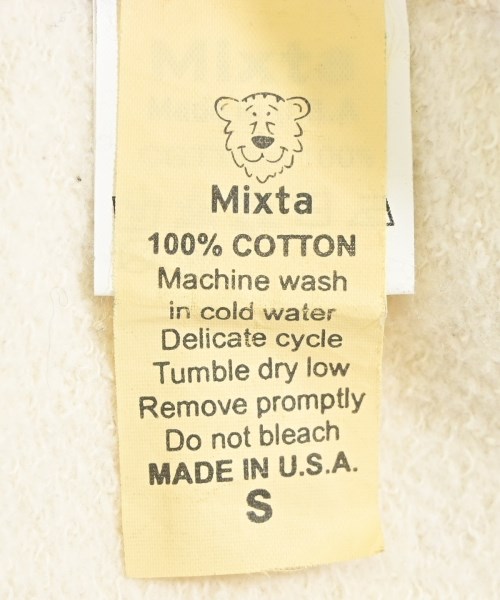 Mixta
100% COTTON
Machine wash
in cold water
Delicate cycle
Tumble dry low
Remove promptly
Do not bleach
MADE IN U.S.A.
S